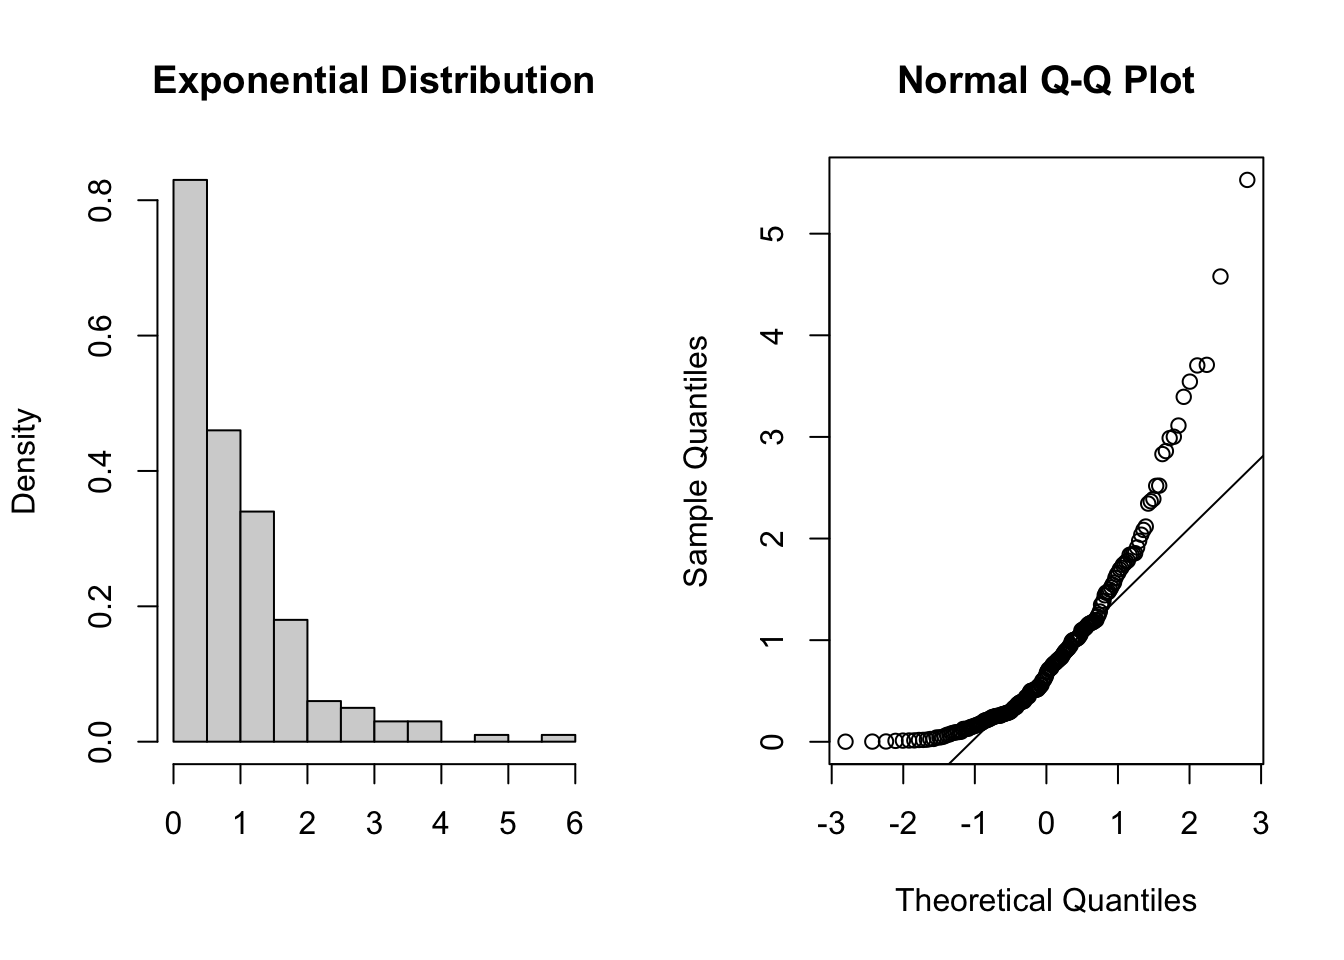 Exponential Distribution
Density
0.0
0.2
0.4
0.6
0.8
0 1 2 3 4 5 6
Normal Q-Q Plot
Sample Quantiles
0
1
2
3
4
5
-3 -2 -1 0 1 2 3
Theoretical Quantiles